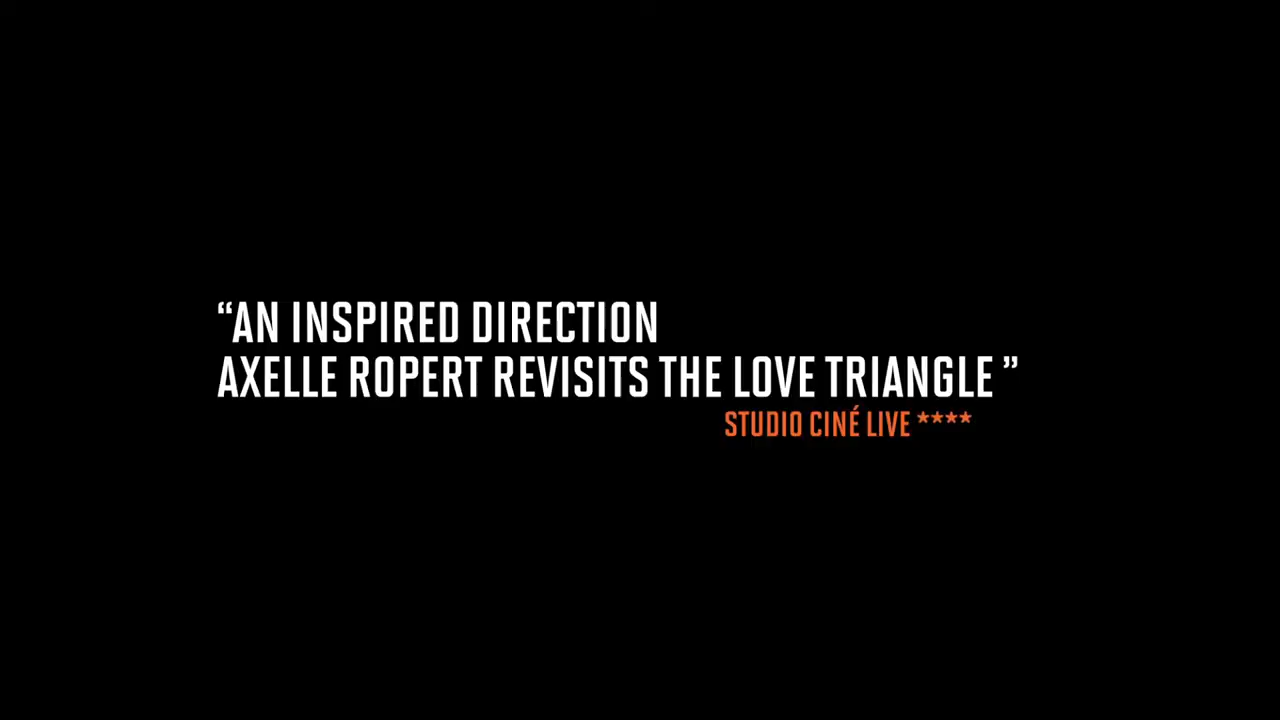 “AN INSPIRED DIRECTION
AXELLE ROPERT REVISITS THE LOVE TRIANGLE ”
STUDIO CINÉ LIVE ****